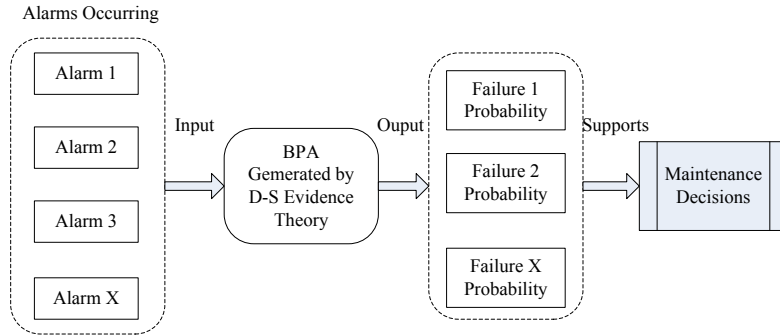 Alarms Occurring
Alarm 1
Alarm 2
Alarm 3
Alarm X
Input
BPA
Gemerated by
D-S Evidence
Theory
Ouput
Failure 1
Probability
Failure 2
Probability
Failure X
Probability
Supports
Maintenance
Decisions